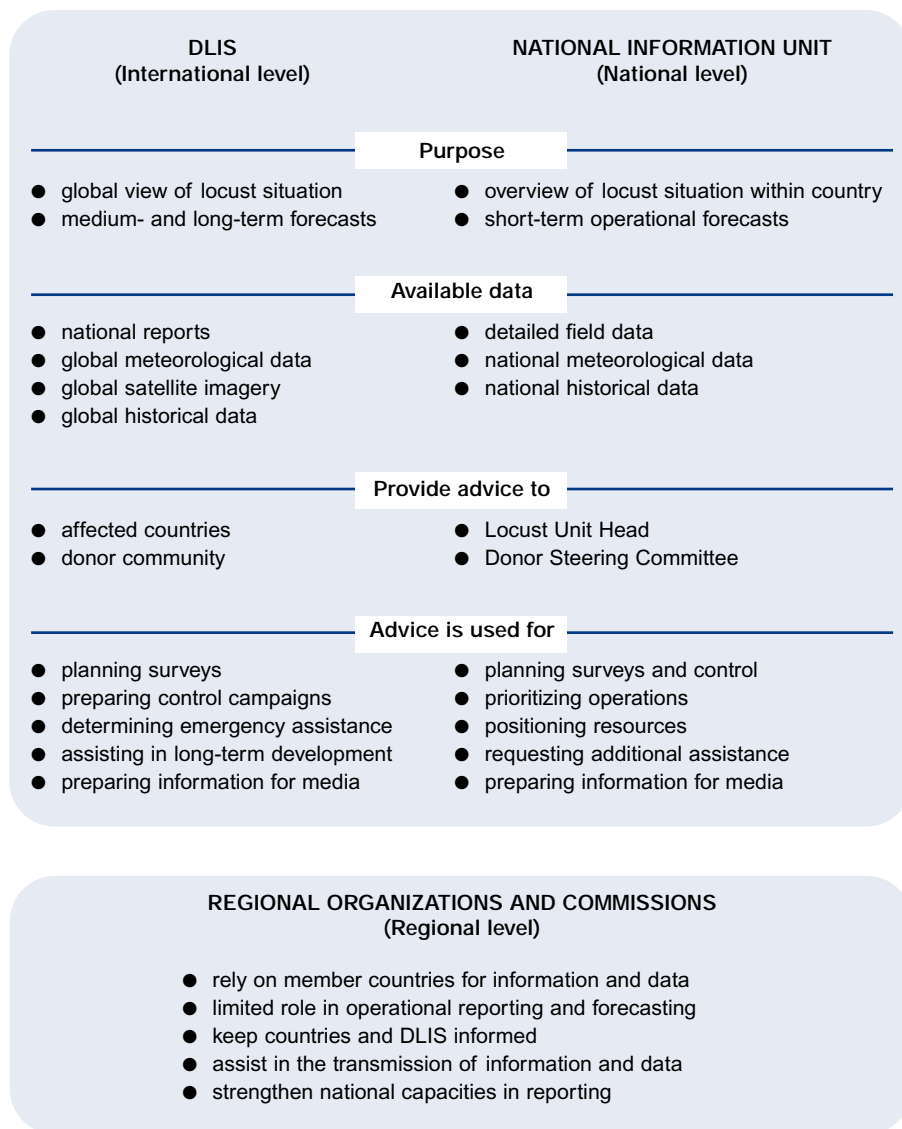 DLIS
(International level)
NATIONAL INFORMATION UNIT
(National level)
Purpose
● global view of locust situation
● medium- and long-term forecasts
● overview of locust situation within country
● short-term operational forecasts
Available data
● national reports
● global meteorological data
● global satellite imagery
● global historical data
● detailed field data
● national meteorological data
● national historical data
Provide advice to
● affected countries
● donor community
● Locust Unit Head
● Donor Steering Committee
Advice is used for
● planning surveys
● preparing control campaigns
● determining emergency assistance
● assisting in long-term development
● preparing information for media
● planning surveys and control
● prioritizing operations
● positioning resources
● requesting additional assistance
● preparing information for media
REGIONAL ORGANIZATIONS AND COMMISSIONS
(Regional level)
● rely on member countries for information and data
● limited role in operational reporting and forecasting
● keep countries and DLIS informed
● assist in the transmission of information and data
● strengthen national capacities in reporting